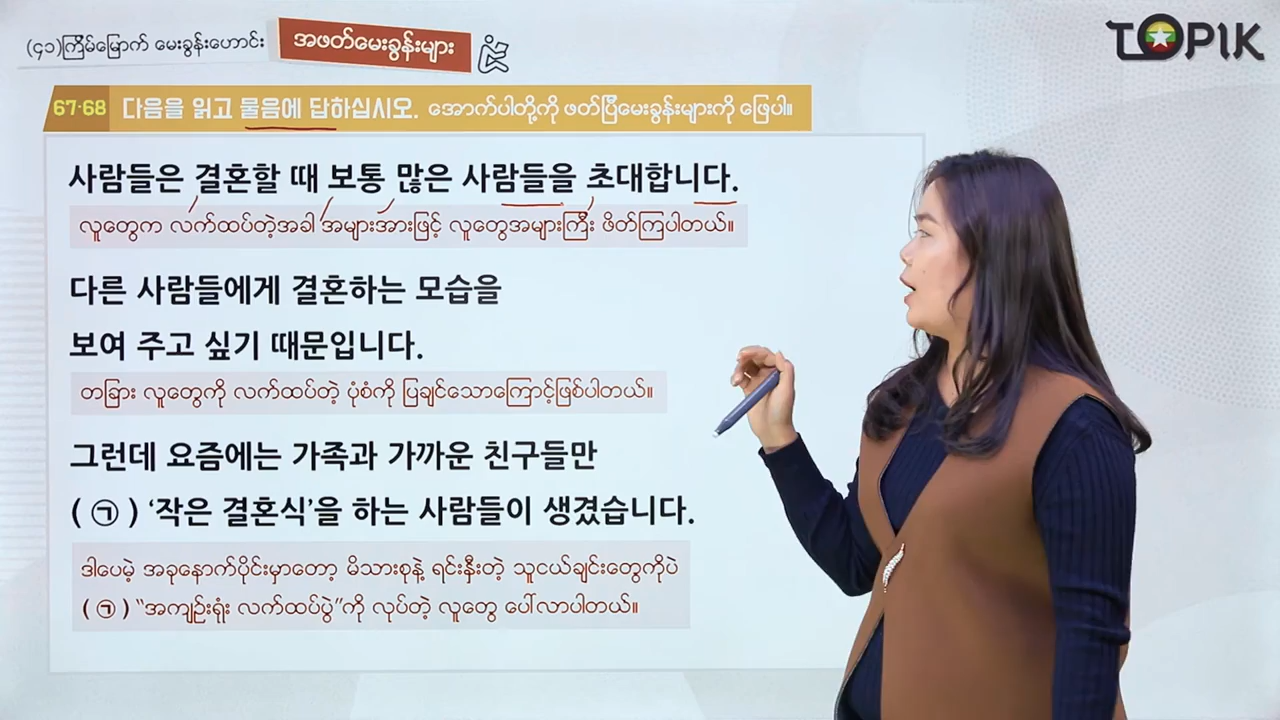 (၄၁)ကြိမ်မြောက် မေးခွန်းဟောင်း
အဖတ်မေးခွန်းများ
TOPIK
67-68 다음을 읽고 물음에 답하십시오. အောက်ပါတို့ကို ဖတ်ပြီးမေးခွန်းများကို ဖြေပါ။
사람들은 결혼할 때 보통 많은 사람들을 초대합니다.
လူတွေက လက်ထပ်တဲ့အခါ အများအားဖြင့် လူတွေအများကြီး ဖိတ်ကြပါတယ်။
다른 사람들에게 결혼하는 모습을
보여 주고 싶기 때문입니다.
တခြား လူတွေကို လက်ထပ်တဲ့ ပုံစံကို ပြချင်သောကြောင့်ဖြစ်ပါတယ်။
그런데 요즘에는 가족과 가까운 친구들만
( ㉠ ) ‘작은 결혼식’을 하는 사람들이 생겼습니다.
ဒါပေမဲ့ အခုနောက်ပိုင်းမှာတော့ မိသားစုနဲ့ ရင်းနှီးတဲ့ သူငယ်ချင်းတွေကိုပဲ
( ㉠ ) “အကျဉ်းရုံး လက်ထပ်ပွဲ”ကို လုပ်တဲ့ လူတွေ ပေါ်လာပါတယ်။